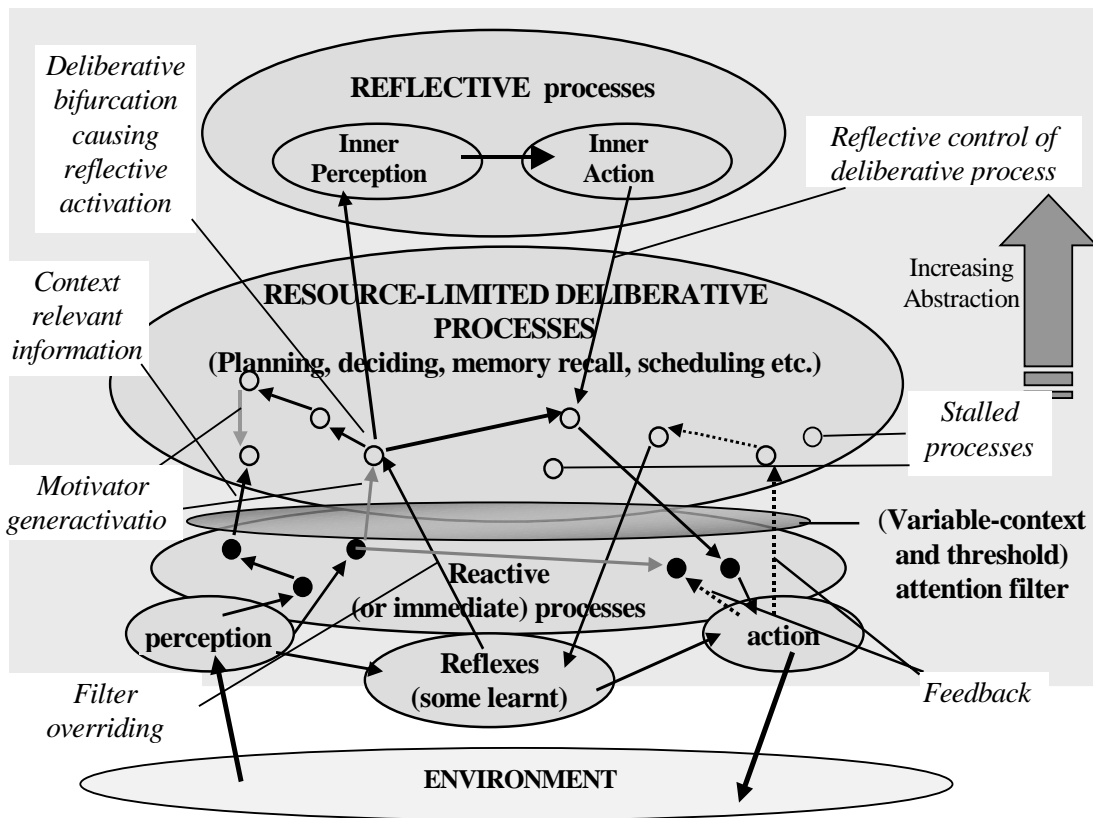 Deliberative
bifurcation
causing
reflective
activation
REFLECTIVE processes
Inner
Perception
Inner
Action
Reflective control of
deliberative process
Context
relevant
information
RESOURCE-LIMITED DELIBERATIVE
PROCESSES
(Planning, deciding, memory recall, scheduling etc.)
Increasing
Abstraction
Stalled
processes
Motivator
generactivatio
(Variable-context
and threshold)
attention filter
Reactive
(or immediate) processes
perception
action
Reflexes
(some learnt)
Filter
overriding
Feedback
ENVIRONMENT